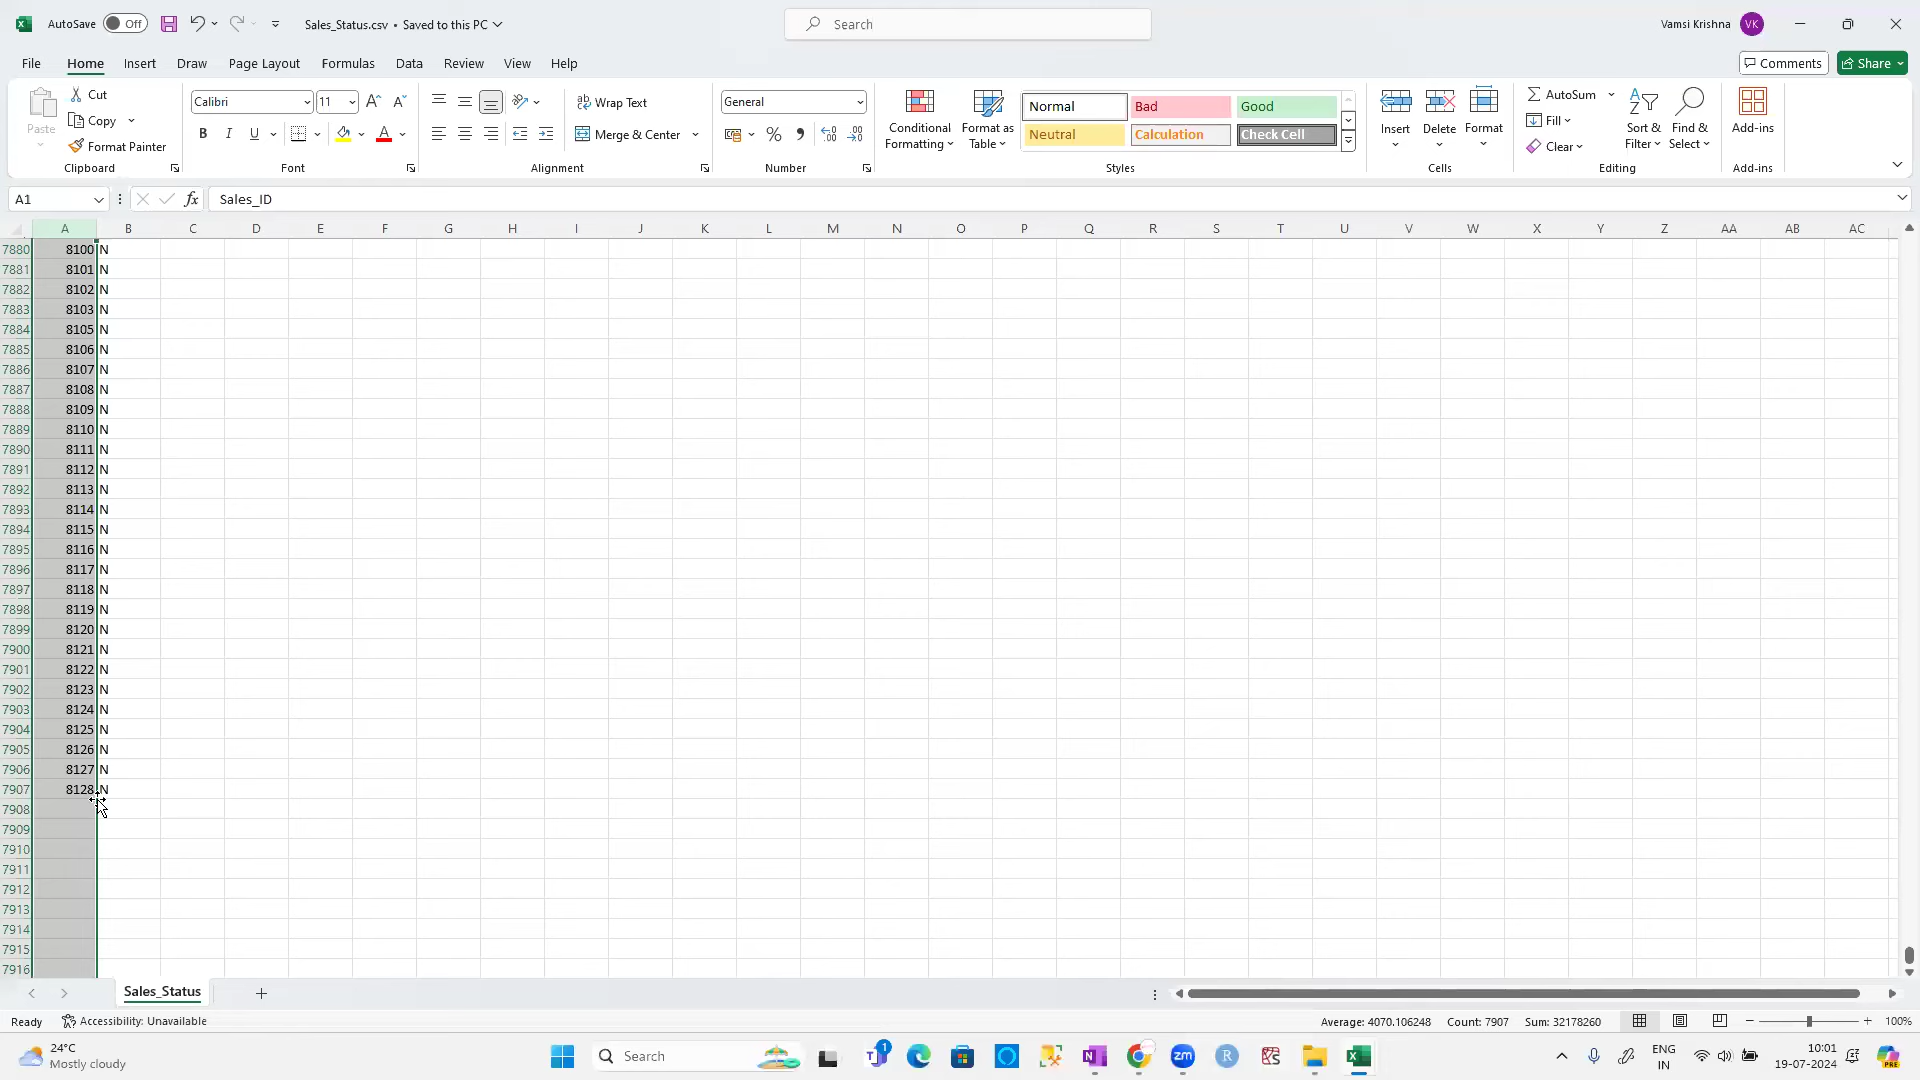 AutoSave Off Sales_Status.csv • Saved to this PC Search Vamsi Krishna VK
File Home Insert Draw Page Layout Formulas Data Review View Help Comments Share
Paste Cut Copy Format Painter Clipboard
Calibri 11 B I U A Font
ab Wrap Text Merge & Center Alignment
General % Number
Conditional Formatting Format as Table Normal Bad Good Neutral Calculation Check Cell Styles
Insert Delete Format Cells
AutoSum Fill Clear Sort & Filter Find & Select Editing
Add-ins Add-ins
A1 fx Sales_ID
A B C D E F G H I J K L M N O P Q R S T U V W X Y Z AA AB AC
7880 8100 N
7881 8101 N
7882 8102 N
7883 8103 N
7884 8105 N
7885 8106 N
7886 8107 N
7887 8108 N
7888 8109 N
7889 8110 N
7890 8111 N
7891 8112 N
7892 8113 N
7893 8114 N
7894 8115 N
7895 8116 N
7896 8117 N
7897 8118 N
7898 8119 N
7899 8120 N
7900 8121 N
7901 8122 N
7902 8123 N
7903 8124 N
7904 8125 N
7905 8126 N
7906 8127 N
7907 8128 N
7908
7909
7910
7911
7912
7913
7914
7915
7916
Sales_Status
Ready Accessibility: Unavailable Average: 4070.106248 Count: 7907 Sum: 32178260 100%
24°C Search 1 zm R ENG 10:01
Mostly cloudy IN 19-07-2024 PRE